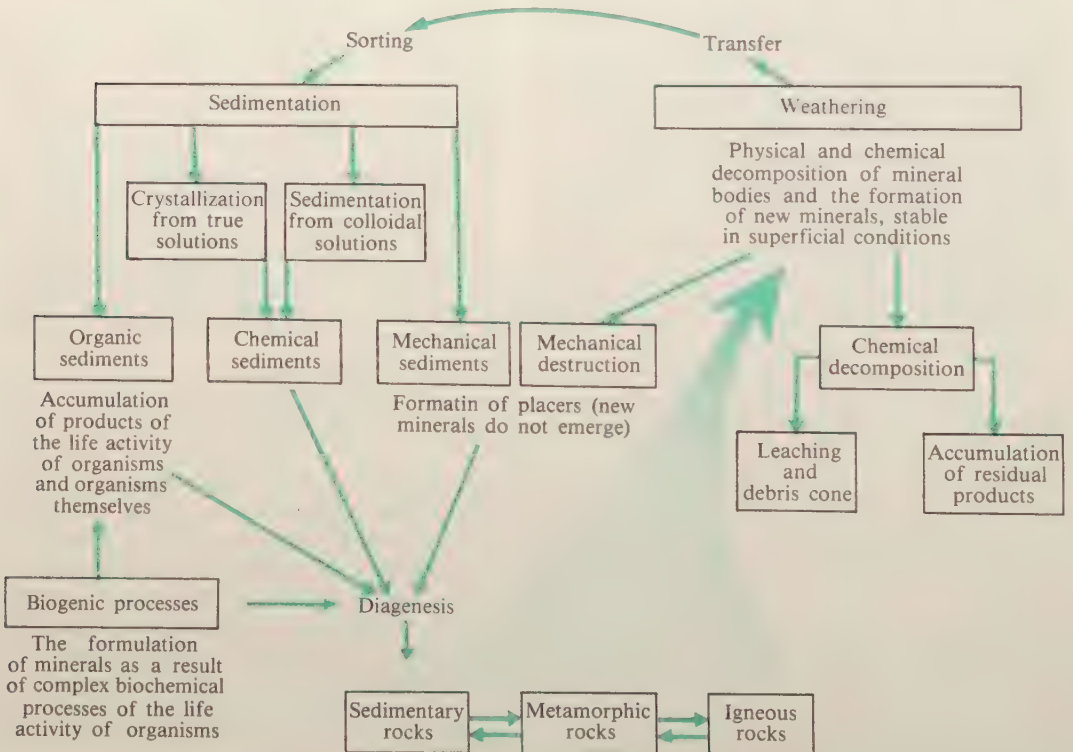 Sorting
Transfer
Sedimentation
Weathering
Physical and chemical
decomposition of mineral
bodies and the formation
of new minerals, stable
in superficial conditions
Crystallization
from true
solutions
Sedimentation
from colloidal
solutions
Organic
sediments
Chemical
sediments
Mechanical
sediments
Mechanical
destruction
Chemical
decomposition
Accumulation
of products of
the life activity
of organisms
and organisms
themselves
Formatin of placers (new
minerals do not emerge)
Leaching
and
debris cone
Accumulation
of residual
products
Biogenic processes
Diagenesis
The formulation
of minerals as a result
of complex biochemical
processes of the life
activity of organisms
Sedimentary
rocks
Metamorphic
rocks
Igneous
rocks